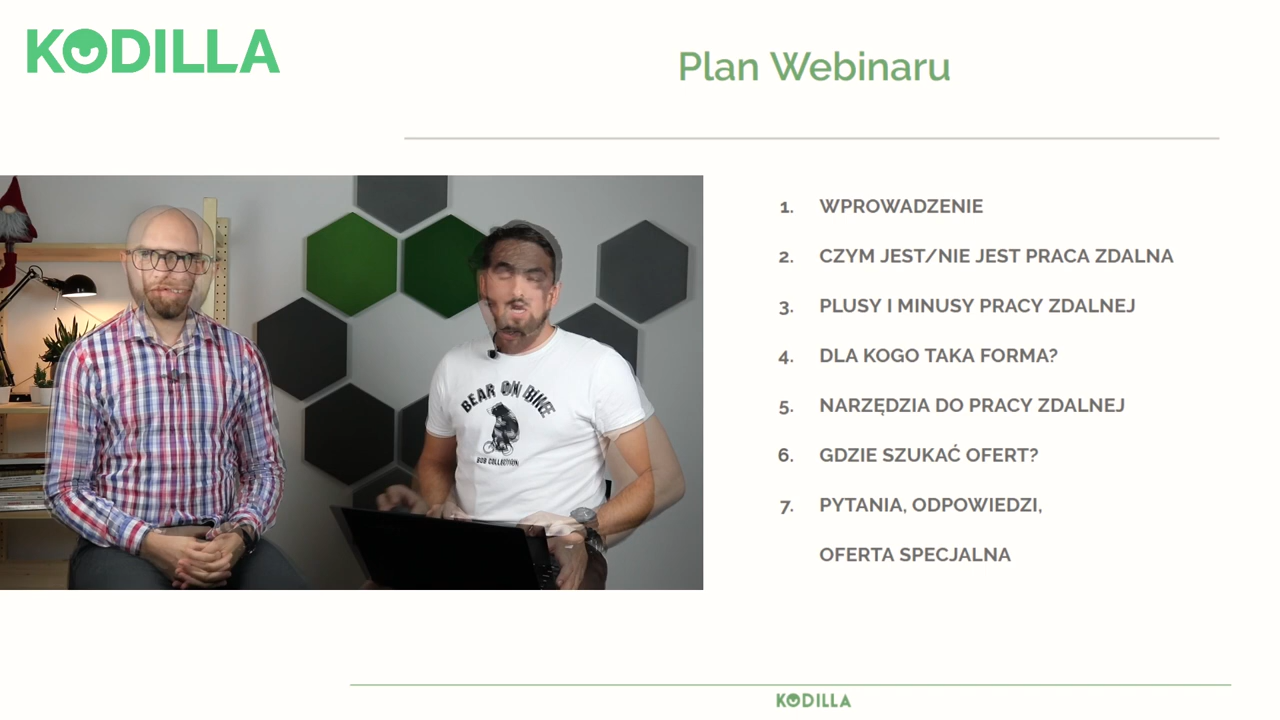 KODILLA
Plan Webinaru
1. WPROWADZENIE
2. CZYM JEST/NIE JEST PRACA ZDALNA
3. PLUSY I MINUSY PRACY ZDALNEJ
4. DLA KOGO TAKA FORMA?
5. NARZĘDZIA DO PRACY ZDALNEJ
6. GDZIE SZUKAĆ OFERT?
7. PYTANIA, ODPOWIEDZI,
OFERTA SPECJALNA
BEAR ON BIKE
KODILLA